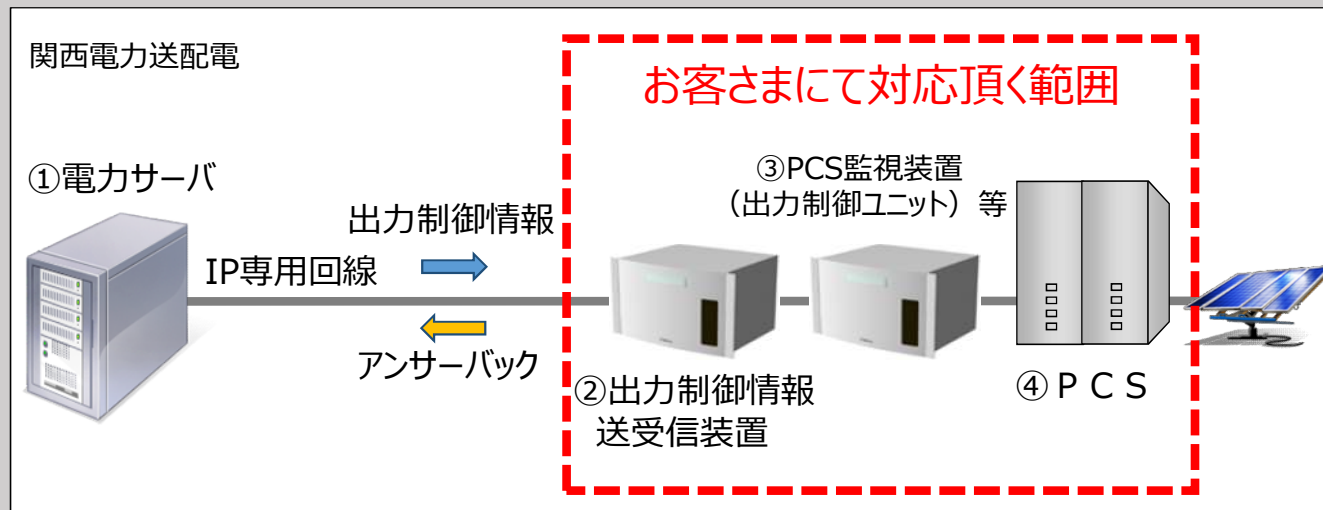 関西電力送配電
お客さまにて対応頂く範囲
①電力サーバ
③PCS監視装置
（出力制御ユニット）等
出力制御情報
IP専用回線
アンサーバック
②出力制御情報
送受信装置
④ＰＣＳ